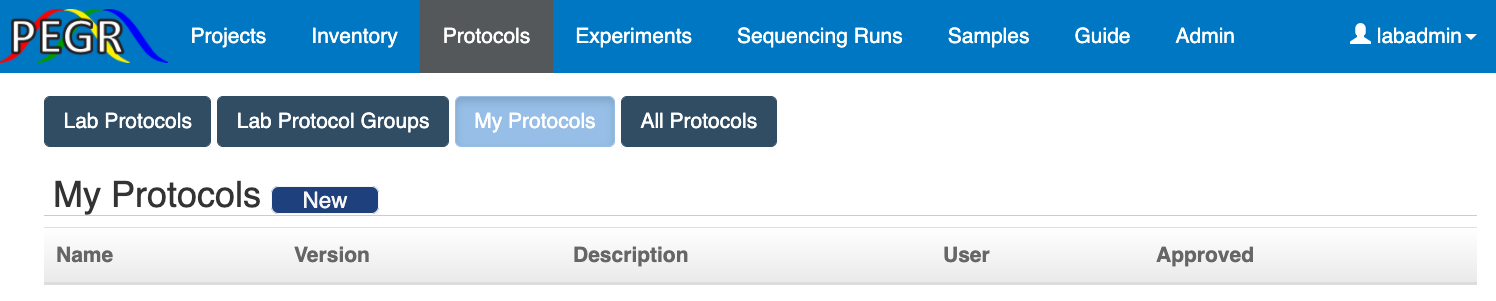 PEGR Projects Inventory Protocols Experiments Sequencing Runs Samples Guide Admin labadmin
Lab Protocols Lab Protocol Groups My Protocols All Protocols
My Protocols New
Name Version Description User Approved